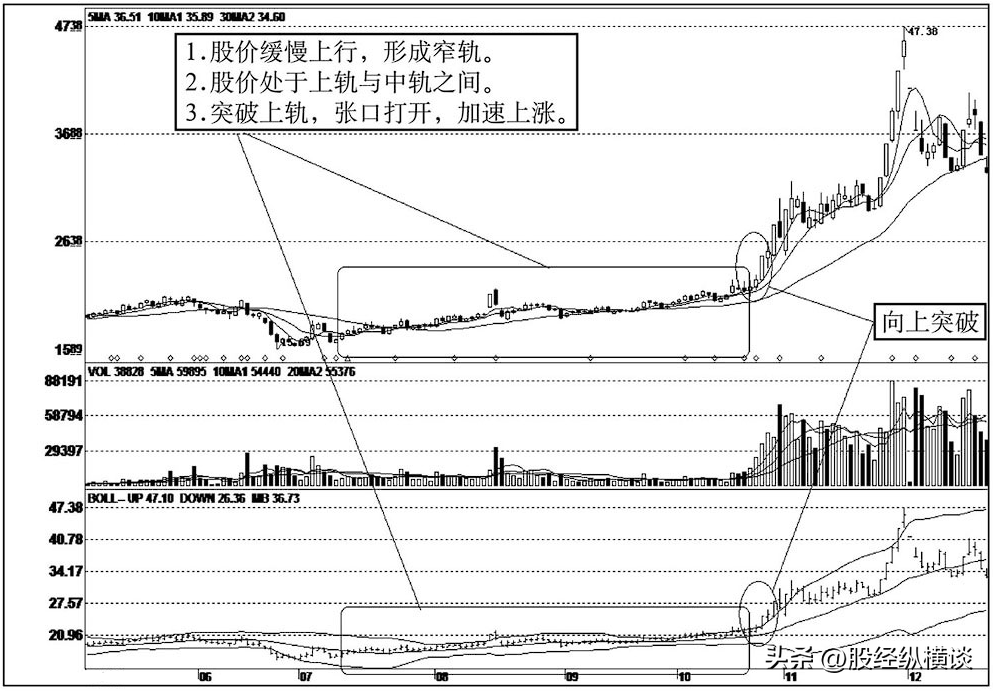 5MA 36.51 10MA1 35.89 30MA2 34.60
4738
47.38
1.股价缓慢上行，形成窄轨。
2.股价处于上轨与中轨之间。
3.突破上轨，张口打开，加速上涨。
3688
2638
向上突破
1589
15.89
VOL 38828 5MA 59895 10MA1 54440 20MA2 55376
88191
58794
29397
BOLL-UP 47.10 DOWN 26.36 MB 36.73
47.38
40.78
34.17
27.57
20.96
头条 @股经纵横谈
06 07 08 09 10 11 12